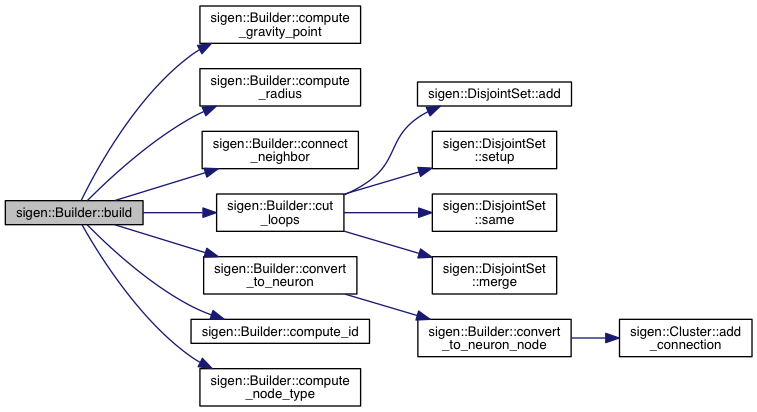 sigen::Builder::build
sigen::Builder::compute
_gravity_point
sigen::Builder::compute
_radius
sigen::Builder::connect
_neighbor
sigen::Builder::cut
_loops
sigen::Builder::convert
_to_neuron
sigen::Builder::compute_id
sigen::Builder::compute
_node_type
sigen::DisjointSet::add
sigen::DisjointSet
::setup
sigen::DisjointSet
::same
sigen::DisjointSet
::merge
sigen::Builder::convert
_to_neuron_node
sigen::Cluster::add
_connection